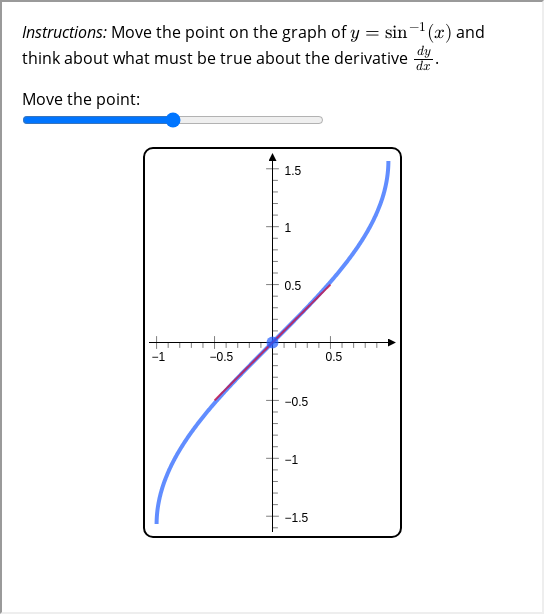 Instructions: Move the point on the graph of y = sin⁻¹(x) and
think about what must be true about the derivative dy/dx.
Move the point:
1.5
1
0.5
−1 −0.5 0.5
−0.5
−1
−1.5